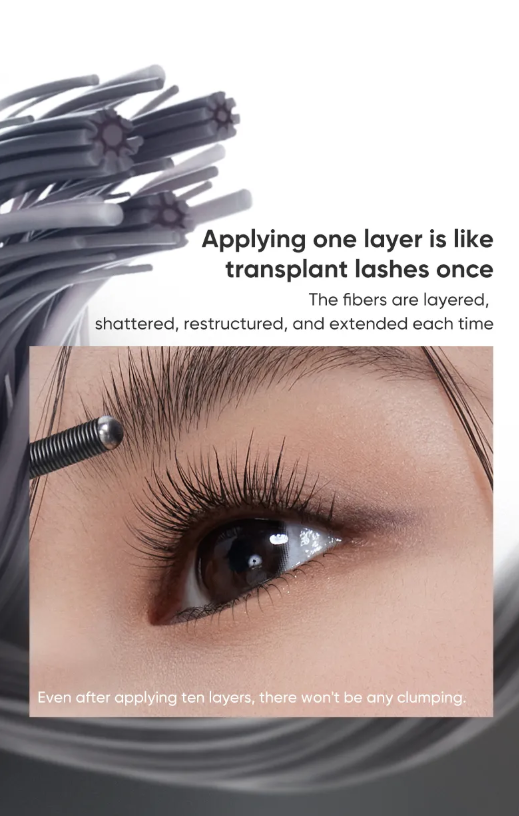 Applying one layer is like
transplant lashes once
The fibers are layered,
shattered, restructured, and extended each time
Even after applying ten layers, there won't be any clumping.